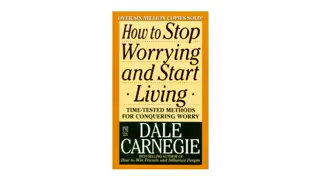 OVER SIX MILLION COPIES SOLD!
How to Stop
Worrying
and Start
· Living ·
TIME-TESTED METHODS
FOR CONQUERING WORRY
DALE
CARNEGIE
BESTSELLING AUTHOR OF
How to Win Friends and Influence People